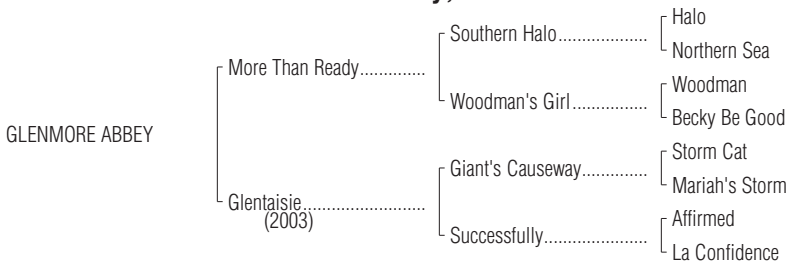 Halo
Southern Halo...................
Northern Sea
More Than Ready..............
Woodman
Woodman's Girl................
Becky Be Good
GLENMORE ABBEY
Storm Cat
Giant's Causeway..............
Mariah's Storm
Glentaisie..........................
(2003)
Affirmed
Successfully......................
La Confidence